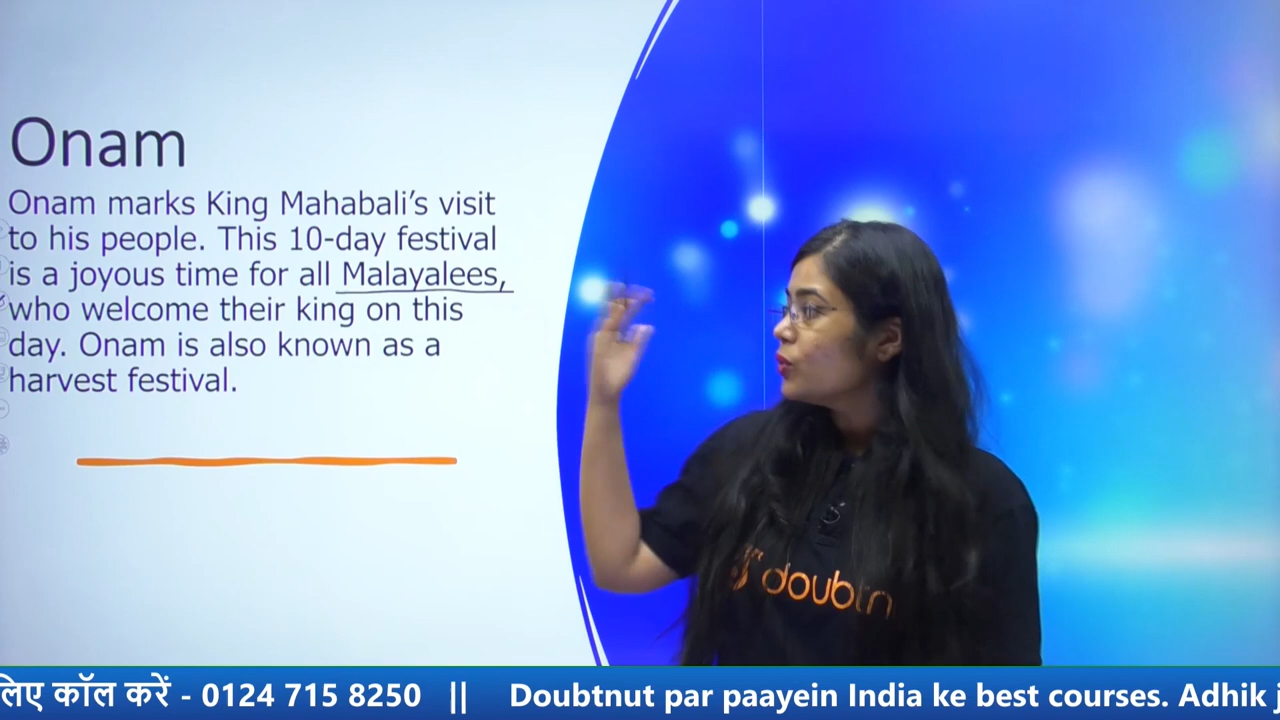 Onam
Onam marks King Mahabali’s visit
to his people. This 10-day festival
is a joyous time for all Malayalees,
who welcome their king on this
day. Onam is also known as a
harvest festival.
doubtn
लिए कॉल करें - 0124 715 8250 || Doubtnut par paayein India ke best courses. Adhik j